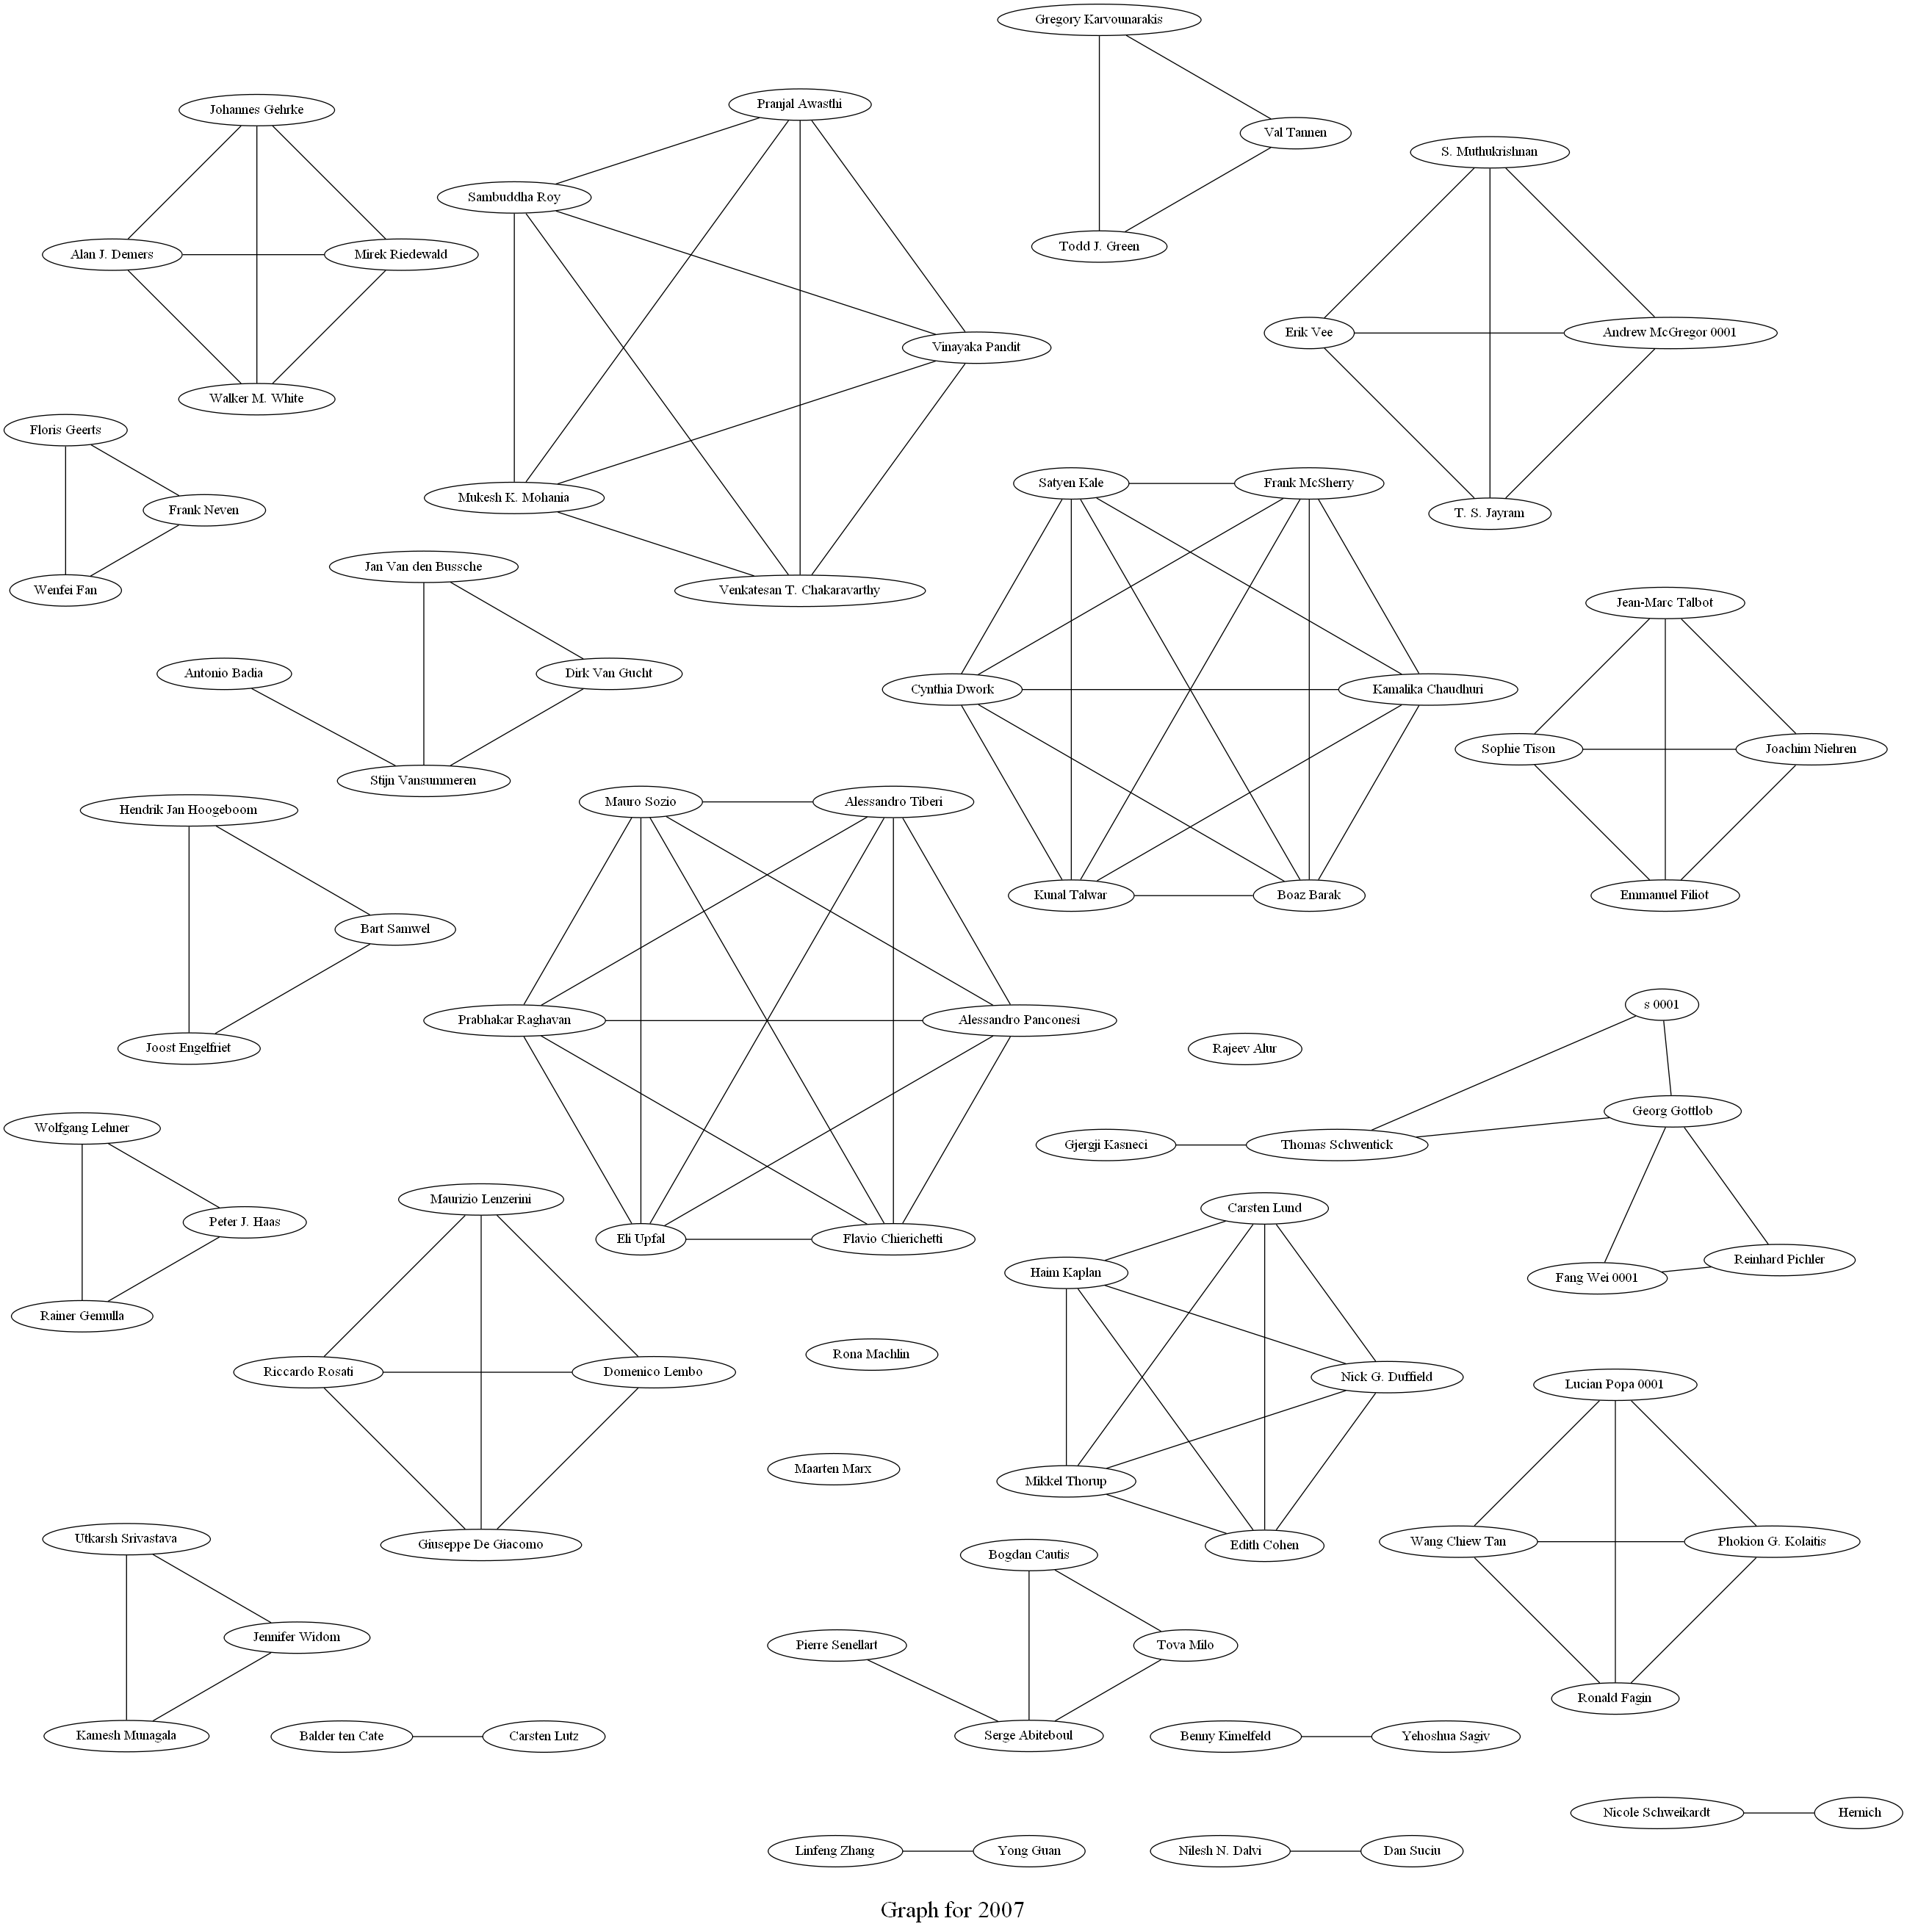 Gregory Karvounarakis
Johannes Gehrke
Pranjal Awasthi
Val Tannen
S. Muthukrishnan
Sambuddha Roy
Todd J. Green
Alan J. Demers
Mirek Riedewald
Erik Vee
Andrew McGregor 0001
Vinayaka Pandit
Walker M. White
Floris Geerts
Satyen Kale
Frank McSherry
Mukesh K. Mohania
Frank Neven
T. S. Jayram
Jan Van den Bussche
Wenfei Fan
Venkatesan T. Chakaravarthy
Jean-Marc Talbot
Antonio Badia
Dirk Van Gucht
Cynthia Dwork
Kamalika Chaudhuri
Sophie Tison
Joachim Niehren
Stijn Vansummeren
Hendrik Jan Hoogeboom
Mauro Sozio
Alessandro Tiberi
Kunal Talwar
Boaz Barak
Emmanuel Filiot
Bart Samwel
s 0001
Prabhakar Raghavan
Alessandro Panconesi
Joost Engelfriet
Rajeev Alur
Georg Gottlob
Wolfgang Lehner
Gjergji Kasneci
Thomas Schwentick
Maurizio Lenzerini
Carsten Lund
Peter J. Haas
Eli Upfal
Flavio Chierichetti
Reinhard Pichler
Haim Kaplan
Fang Wei 0001
Rainer Gemulla
Rona Machlin
Riccardo Rosati
Domenico Lembo
Nick G. Duffield
Lucian Popa 0001
Maarten Marx
Mikkel Thorup
Utkarsh Srivastava
Giuseppe De Giacomo
Edith Cohen
Wang Chiew Tan
Phokion G. Kolaitis
Bogdan Cautis
Jennifer Widom
Pierre Senellart
Tova Milo
Ronald Fagin
Kamesh Munagala
Balder ten Cate
Carsten Lutz
Serge Abiteboul
Benny Kimelfeld
Yehoshua Sagiv
Nicole Schweikardt
Hernich
Linfeng Zhang
Yong Guan
Nilesh N. Dalvi
Dan Suciu
Graph for 2007